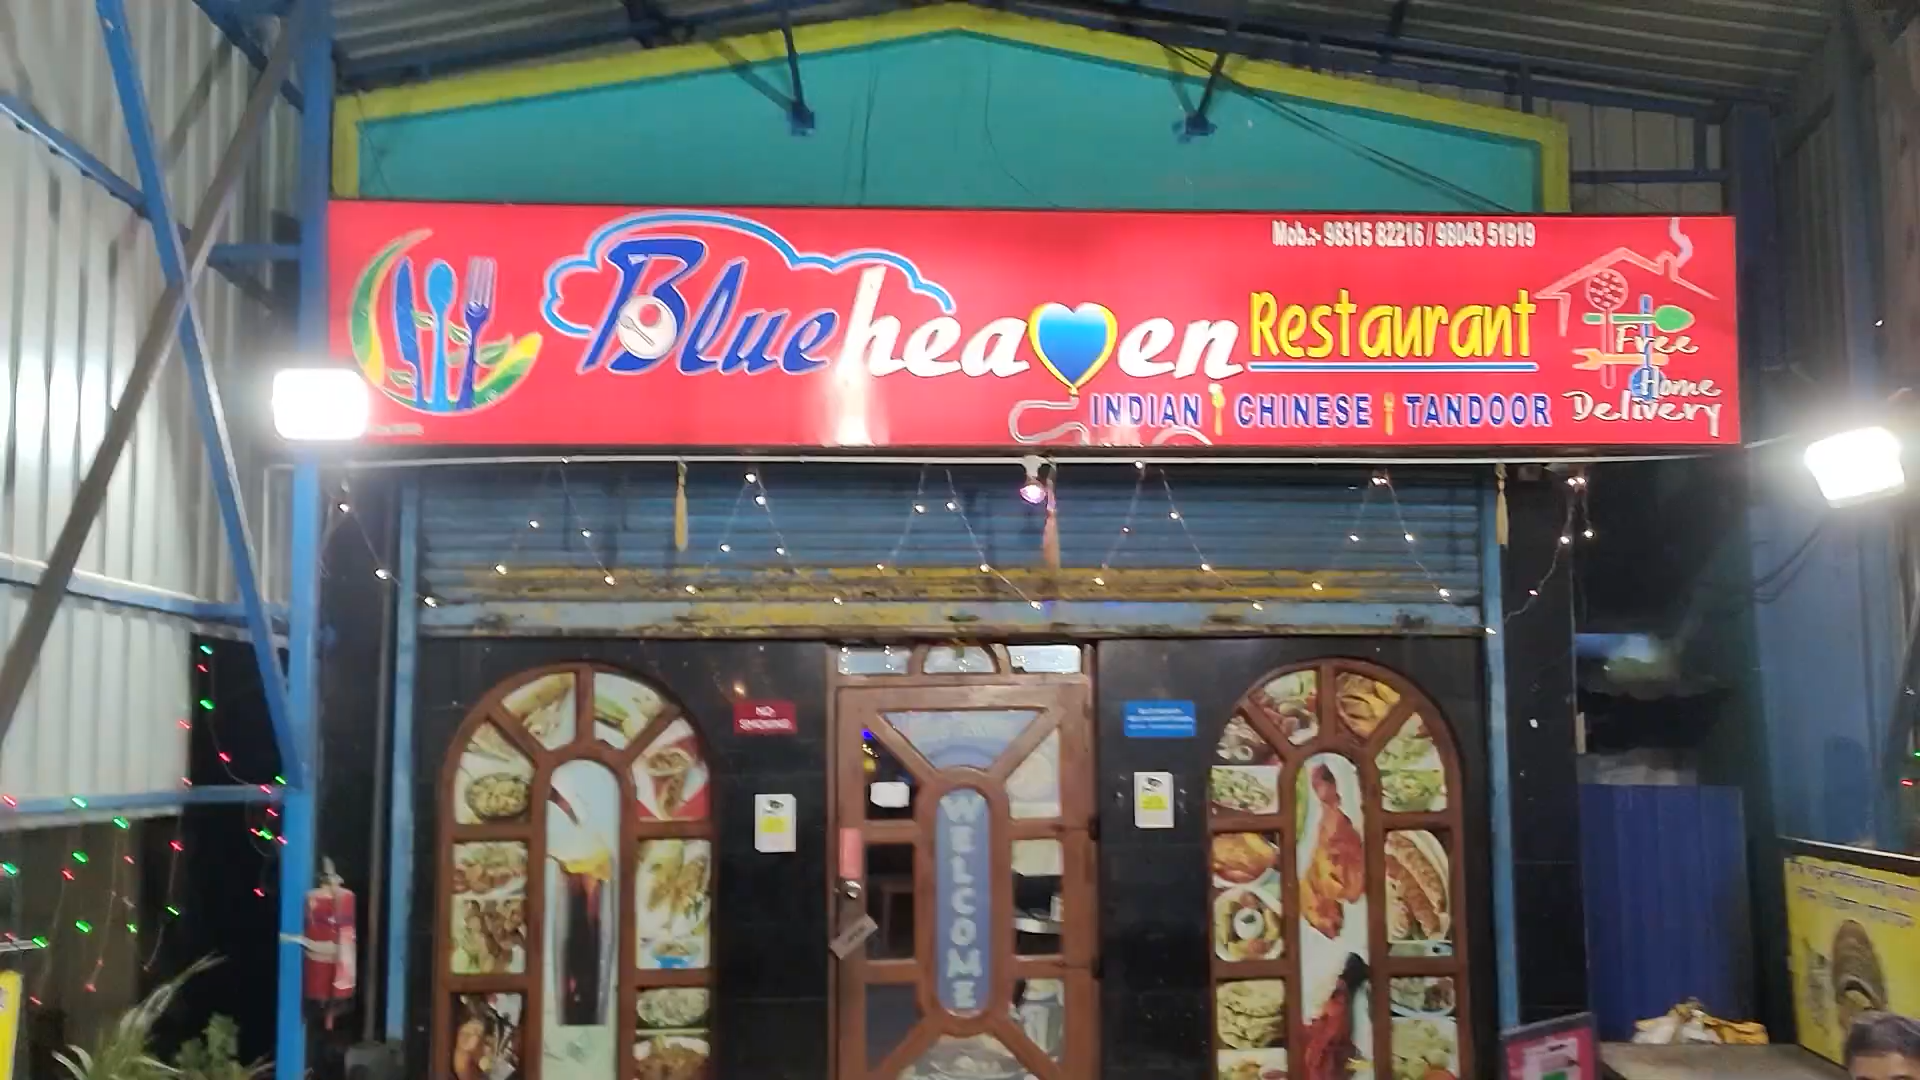 Mob.:- 98315 82216 / 98043 51919
Blueheaven Restaurant
INDIAN CHINESE TANDOOR
Free
Home
Delivery
NO
SMOKING
WELCOME